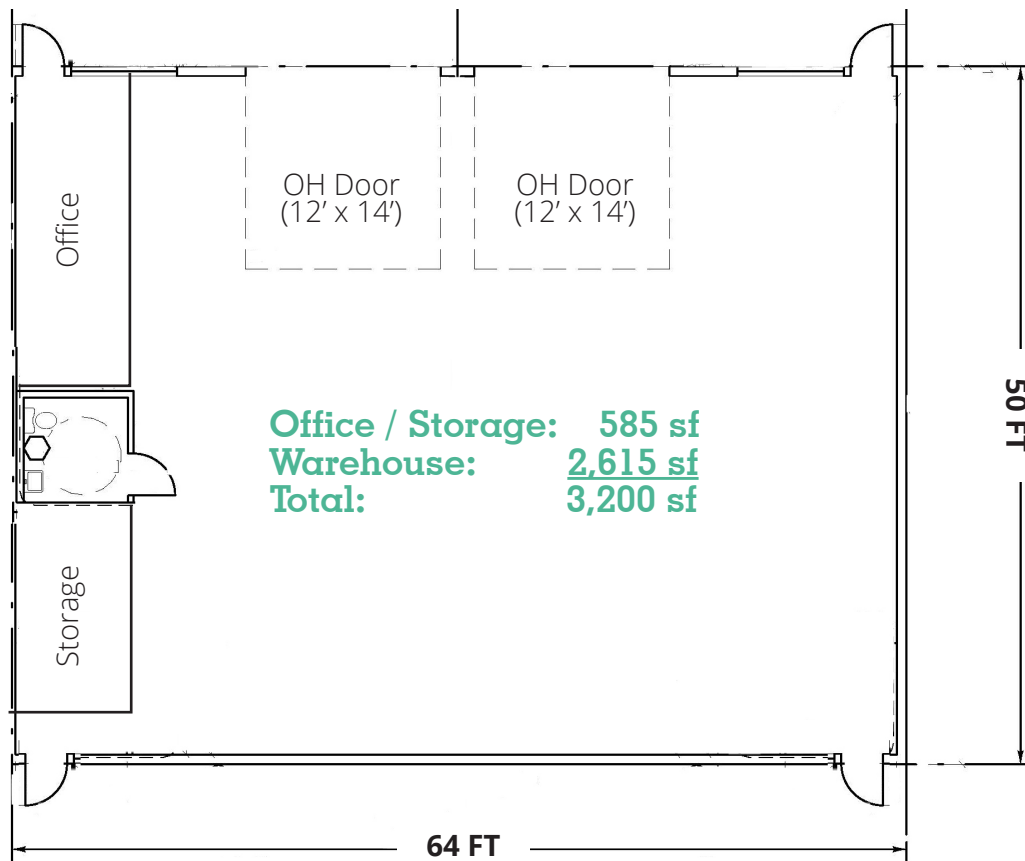 OH Door
(12’ x 14’)
OH Door
(12’ x 14’)
Office
50 FT
Office / Storage: 585 sf
Warehouse: 2,615 sf
Total: 3,200 sf
Storage
64 FT